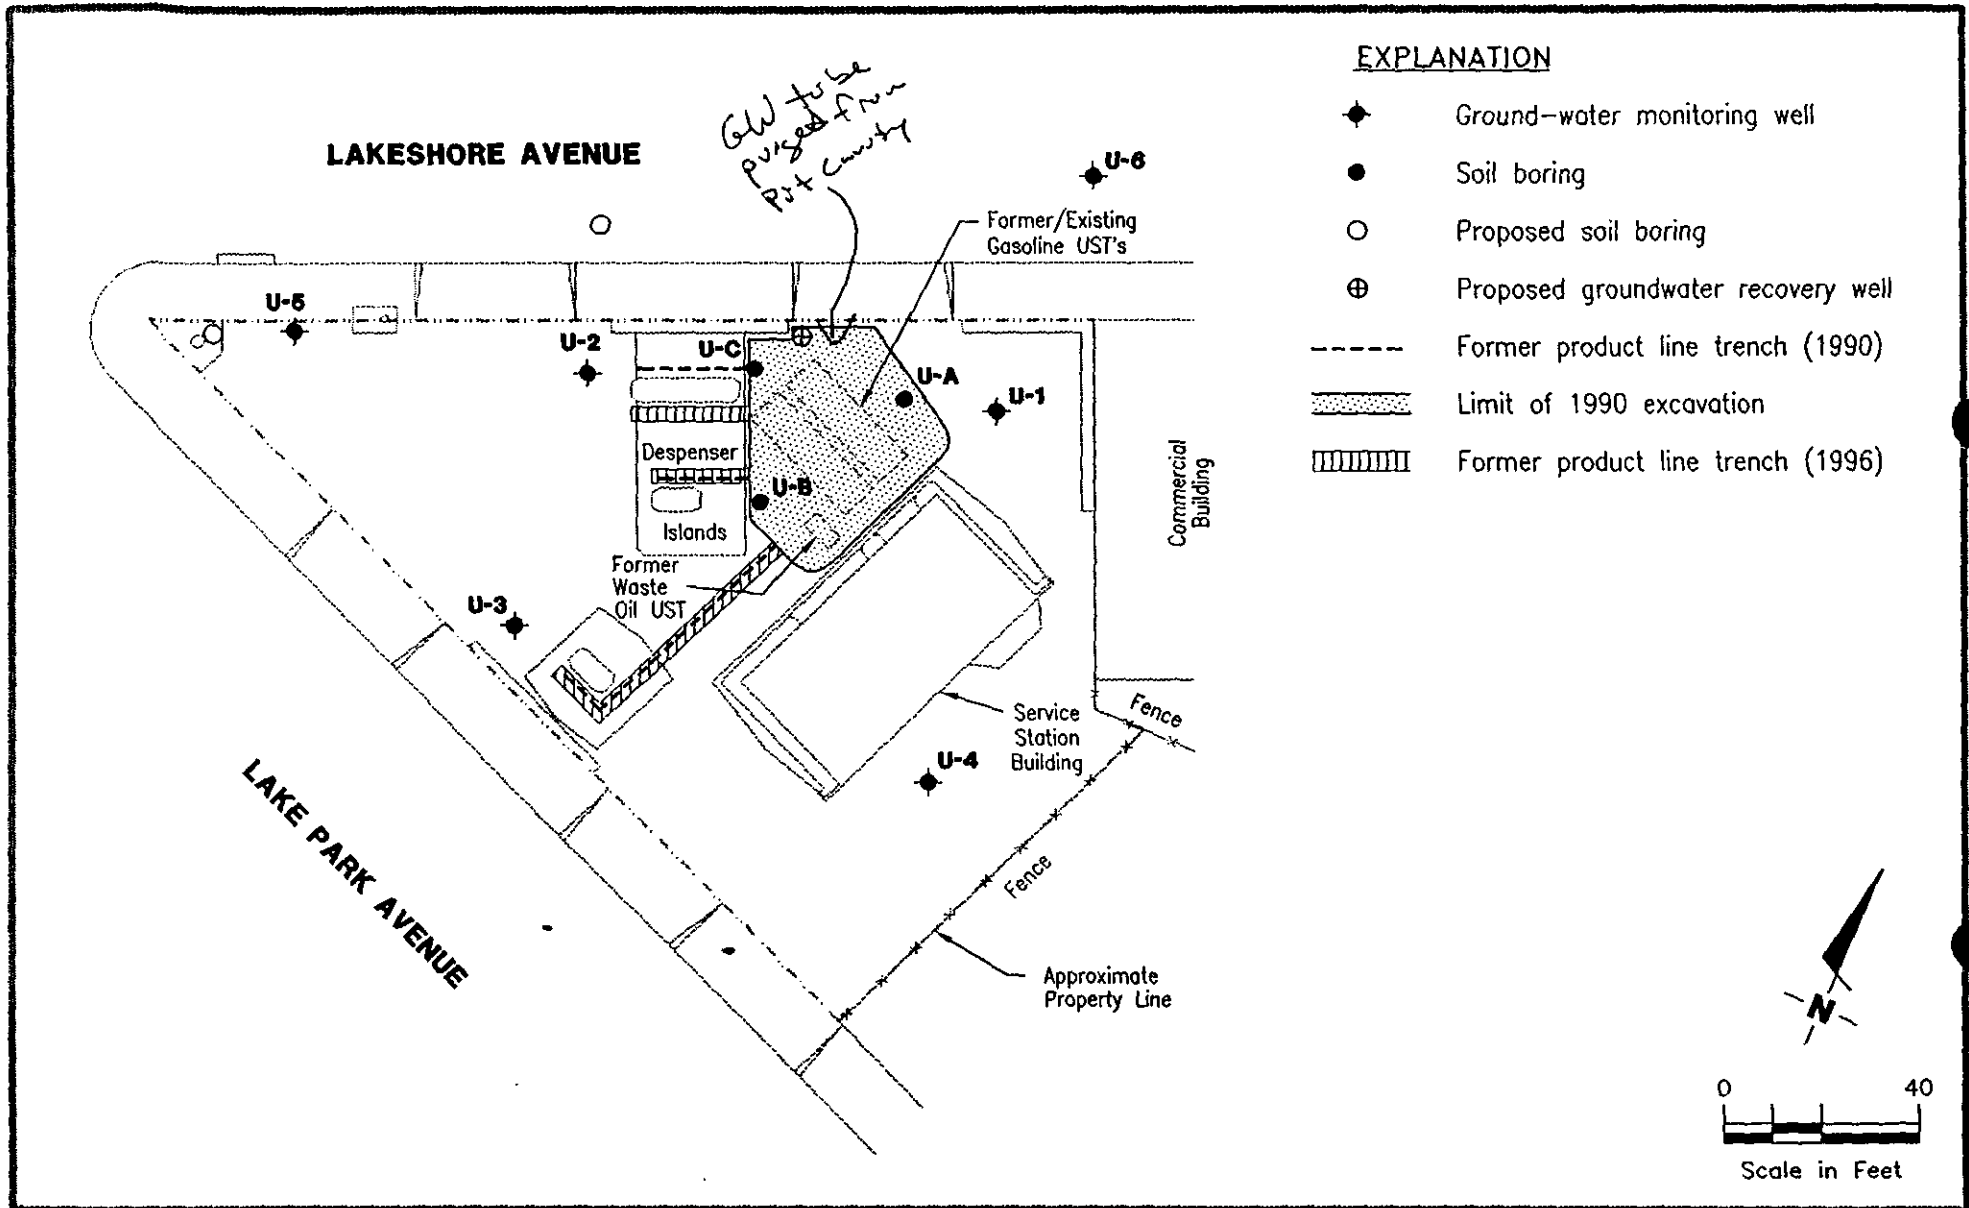 EXPLANATION
Ground-water monitoring well
Soil boring
Proposed soil boring
Proposed groundwater recovery well
Former product line trench (1990)
Limit of 1990 excavation
Former product line trench (1996)
GW to be
purged from
Pit cavity
LAKESHORE AVENUE
U-6
Former/Existing
Gasoline UST's
U-5
U-2
U-C
U-A
U-1
Despenser
U-B
Islands
Commercial
Building
Former
Waste
Oil UST
U-3
Service
Station
Building
Fence
U-4
LAKE PARK AVENUE
Fence
Approximate
Property Line
N
0 40
Scale in Feet